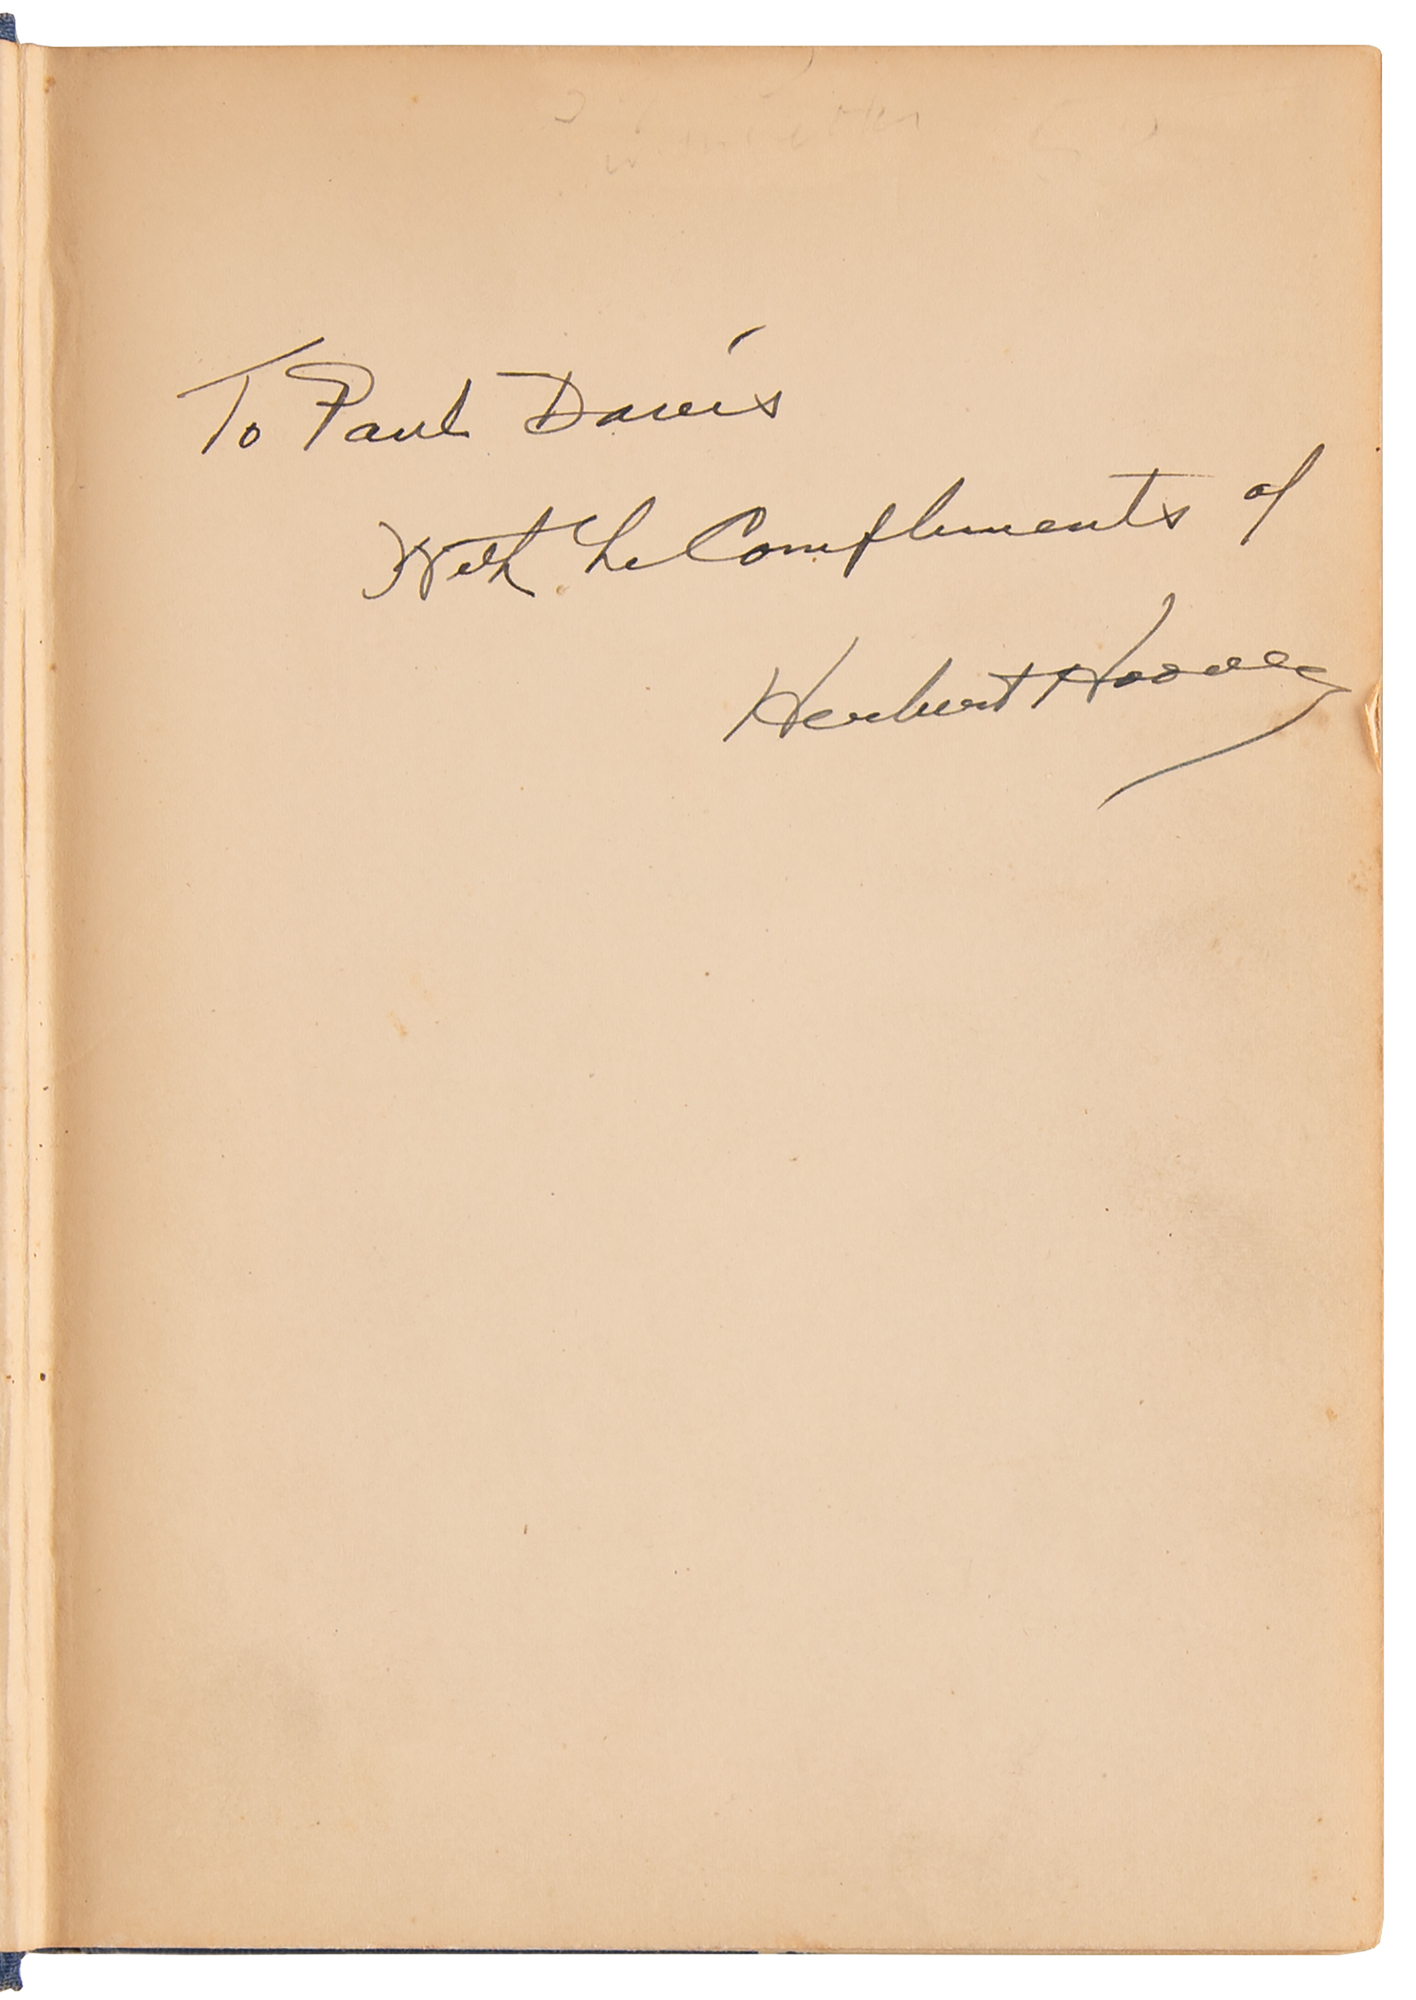 To Paul Davis
With the Compliments of
Herbert Hoover